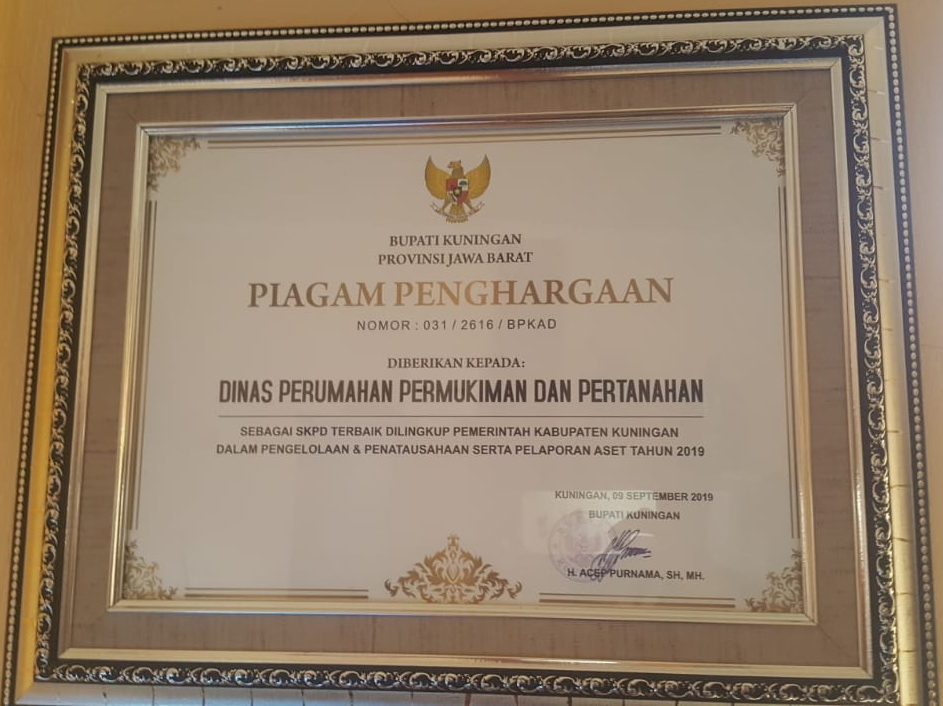 BUPATI KUNINGAN
PROVINSI JAWA BARAT
PIAGAM PENGHARGAAN
NOMOR : 031 / 2616 / BPKAD
DIBERIKAN KEPADA:
DINAS PERUMAHAN PERMUKIMAN DAN PERTANAHAN
SEBAGAI SKPD TERBAIK DILINGKUP PEMERINTAH KABUPATEN KUNINGAN
DALAM PENGELOLAAN & PENATAUSAHAAN SERTA PELAPORAN ASET TAHUN 2019
KUNINGAN, 09 SEPTEMBER 2019
BUPATI KUNINGAN
H. ACEP PURNAMA, SH, MH.